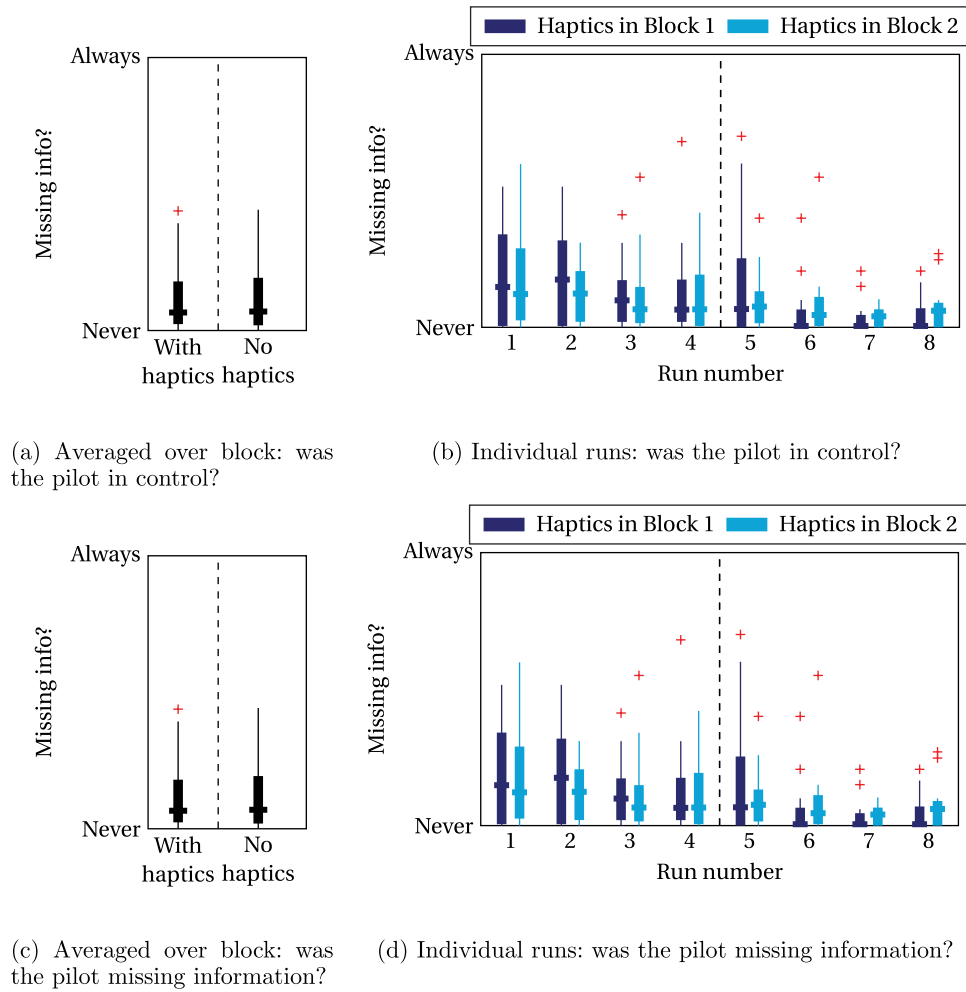 Haptics in Block 1 Haptics in Block 2
Always
Missing info?
Never
With haptics
No haptics
Always
Missing info?
Never
1 2 3 4 5 6 7 8
Run number
(a) Averaged over block: was
the pilot in control?
(b) Individual runs: was the pilot in control?
Haptics in Block 1 Haptics in Block 2
Always
Missing info?
Never
With haptics
No haptics
Always
Missing info?
Never
1 2 3 4 5 6 7 8
Run number
(c) Averaged over block: was
the pilot missing information?
(d) Individual runs: was the pilot missing information?